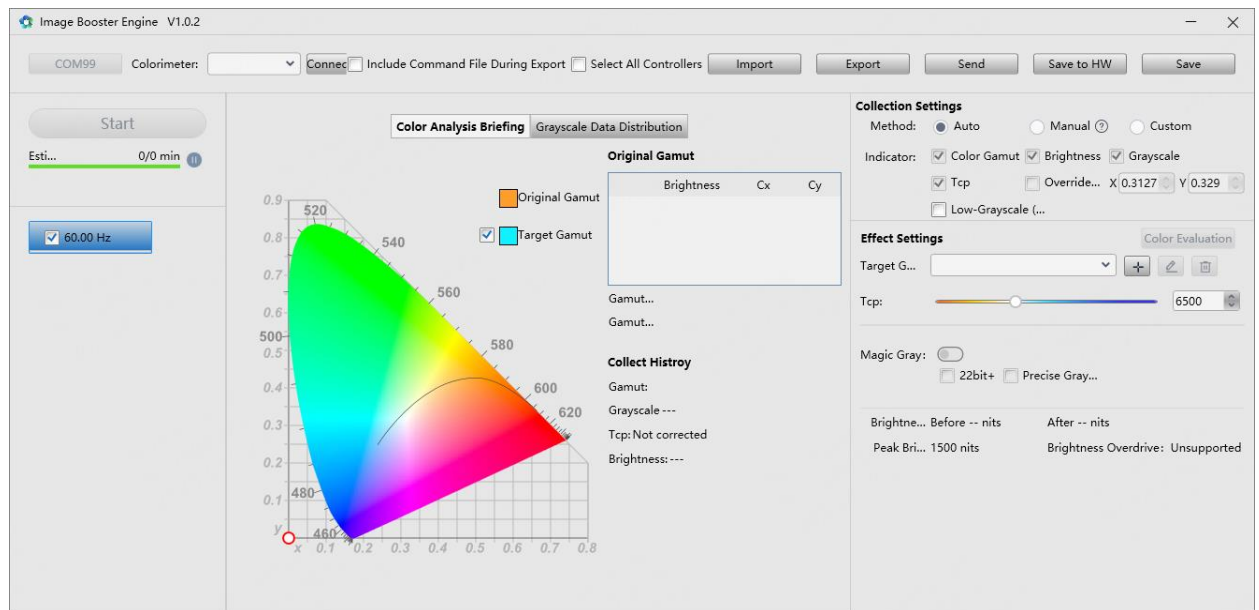 Image Booster Engine V1.0.2
COM99 Colorimeter: Connec Include Command File During Export Select All Controllers Import Export Send Save to HW Save
Start
Esti... 0/0 min
60.00 Hz
Color Analysis Briefing Grayscale Data Distribution
Original Gamut
Target Gamut
0.9
0.8
0.7
0.6
0.5
0.4
0.3
0.2
0.1
y
x 0.1 0.2 0.3 0.4 0.5 0.6 0.7 0.8
520
540
560
580
600
620
500
480
460
Original Gamut
Brightness Cx Cy
Gamut...
Gamut...
Collect Histroy
Gamut:
Grayscale ---
Tcp: Not corrected
Brightness: ---
Collection Settings
Method: Auto Manual ? Custom
Indicator: Color Gamut Brightness Grayscale
Tcp Override... X 0.3127 Y 0.329
Low-Grayscale (...
Effect Settings Color Evaluation
Target G...
Tcp: 6500
Magic Gray:
22bit+ Precise Gray...
Brightne... Before -- nits After -- nits
Peak Bri... 1500 nits Brightness Overdrive: Unsupported